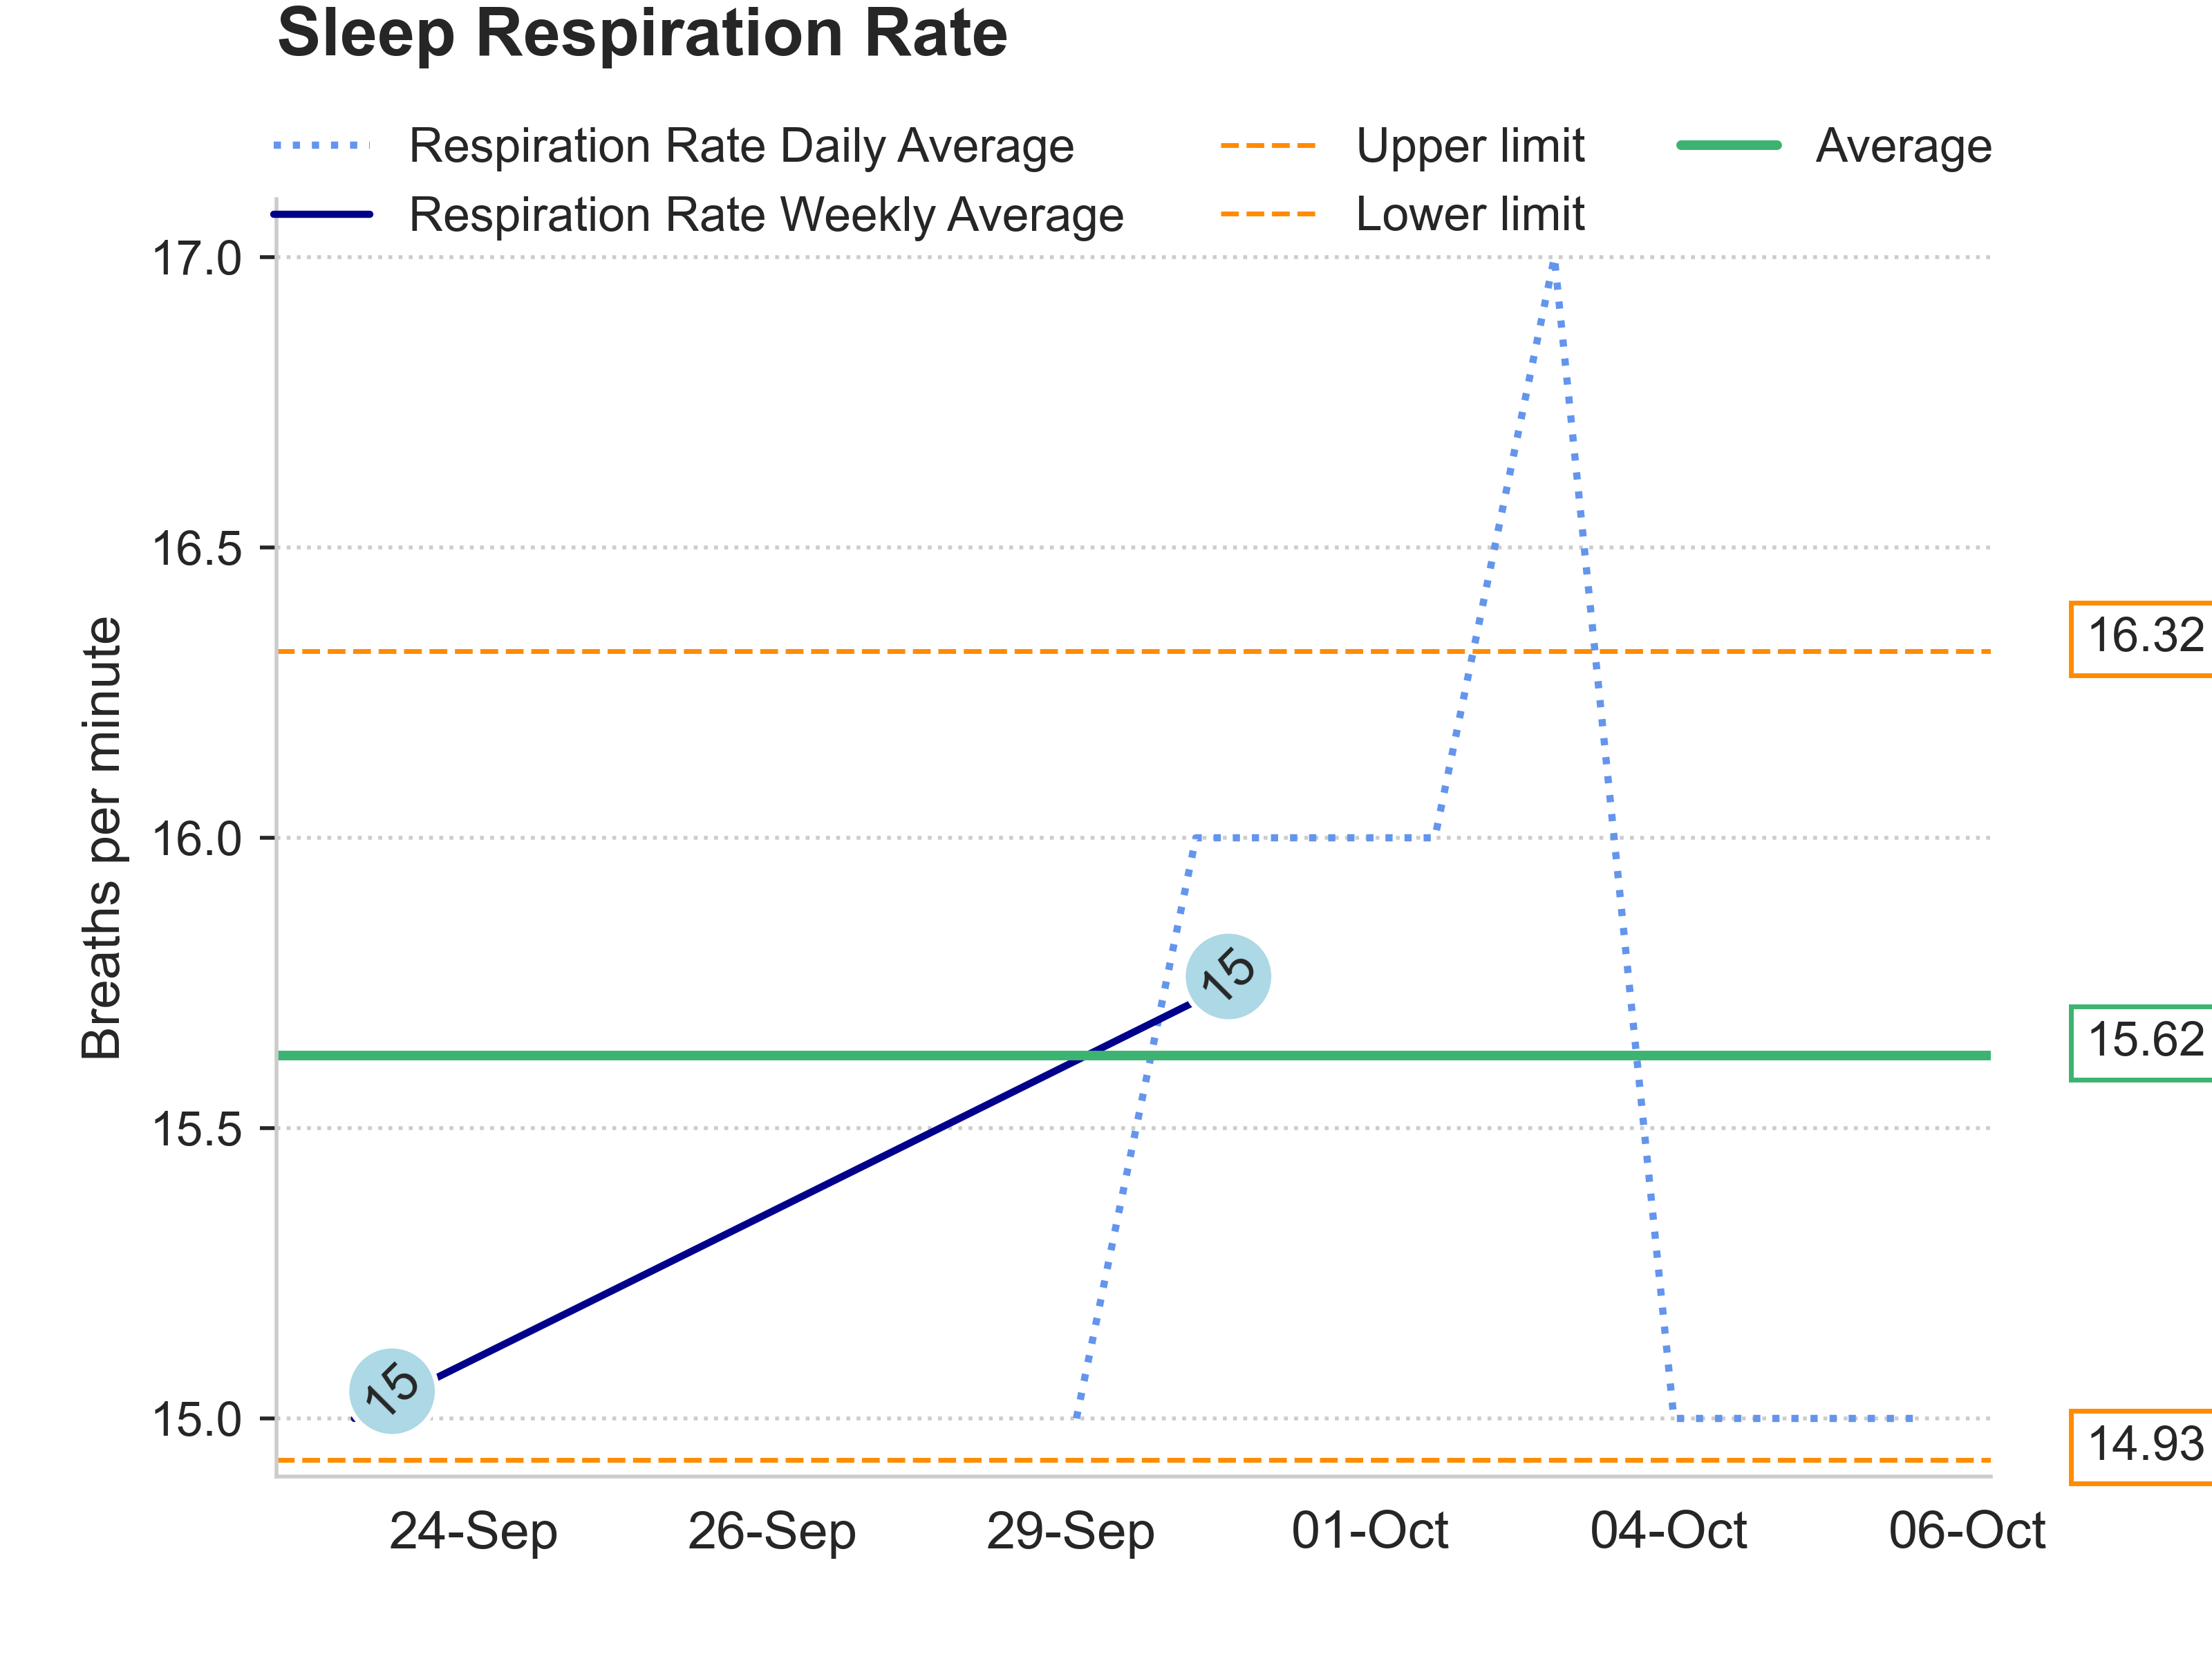 Sleep Respiration Rate
Respiration Rate Daily Average
Respiration Rate Weekly Average
Upper limit
Lower limit
Average
Breaths per minute
17.0
16.5
16.0
15.5
15.0
15
15
16.32
15.62
14.93
24-Sep 26-Sep 29-Sep 01-Oct 04-Oct 06-Oct